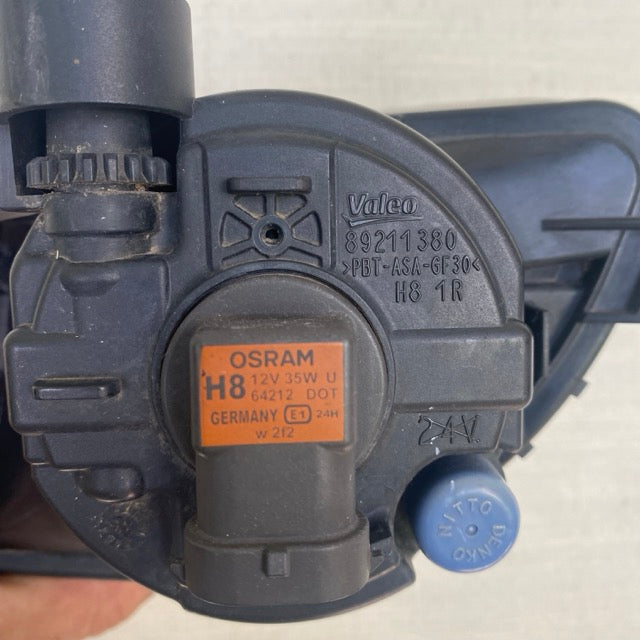 Valeo
89211380
>PBT-ASA-GF30<
H8 1R
OSRAM
H8 12V 35W U
64212 DOT
GERMANY E1 24H
w 2f2
24V
NITTO
DENKO